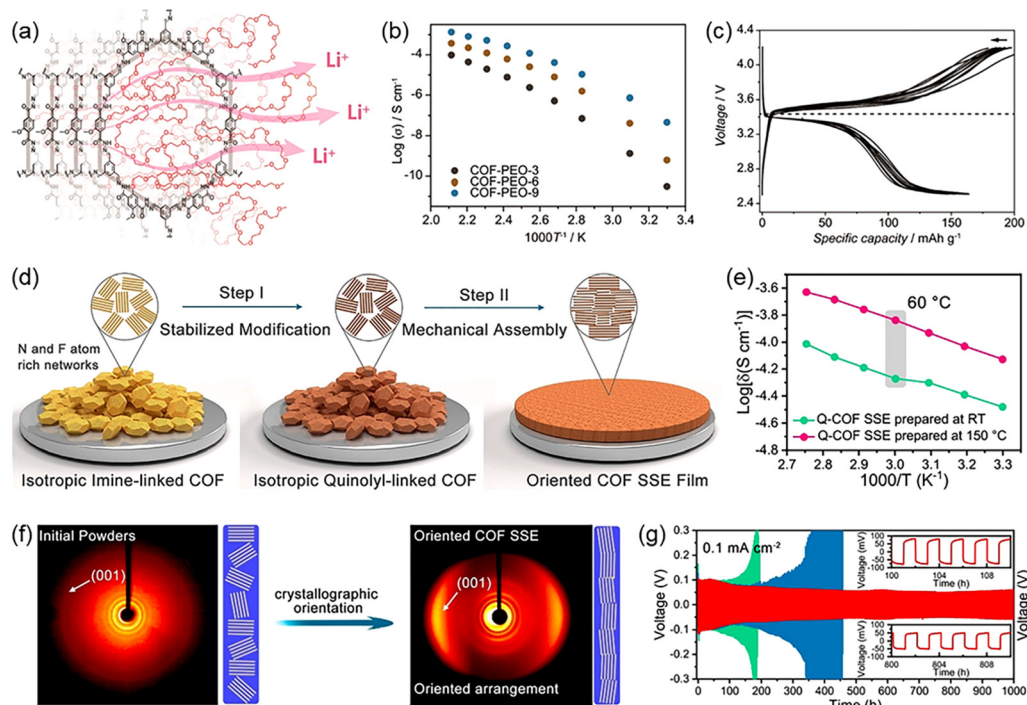 (a)
Li+
Li+
Li+
(b)
Log (σ) / S cm-1
-4
-6
-8
-10
COF-PEO-3
COF-PEO-6
COF-PEO-9
2.0 2.2 2.4 2.6 2.8 3.0 3.2 3.4
1000T-1 / K
(c)
Voltage / V
4.2
3.6
3.0
2.4
0 50 100 150 200
Specific capacity / mAh g-1
(d)
Step I
Stabilized Modification
Step II
Mechanical Assembly
N and F atom
rich networks
Isotropic Imine-linked COF
Isotropic Quinolyl-linked COF
Oriented COF SSE Film
(e)
Log[δ(S cm-1)]
-3.6
-3.8
-4.0
-4.2
-4.4
-4.6
-4.8
60 °C
Q-COF SSE prepared at RT
Q-COF SSE prepared at 150 °C
2.7 2.8 2.9 3.0 3.1 3.2 3.3
1000/T (K-1)
(f)
Initial Powders
(001)
crystallographic
orientation
Oriented COF SSE
(001)
Oriented arrangement
(g)
Voltage (V)
0.3
0.2
0.1
0.0
-0.1
-0.2
-0.3
0.1 mA cm-2
Voltage (mV)
100
50
0
-50
-100
100 104 108
Time (h)
Voltage (mV)
100
50
0
-50
-100
800 804 808
Time (h)
0 100 200 300 400 500 600 700 800 900 1000
Time (h)